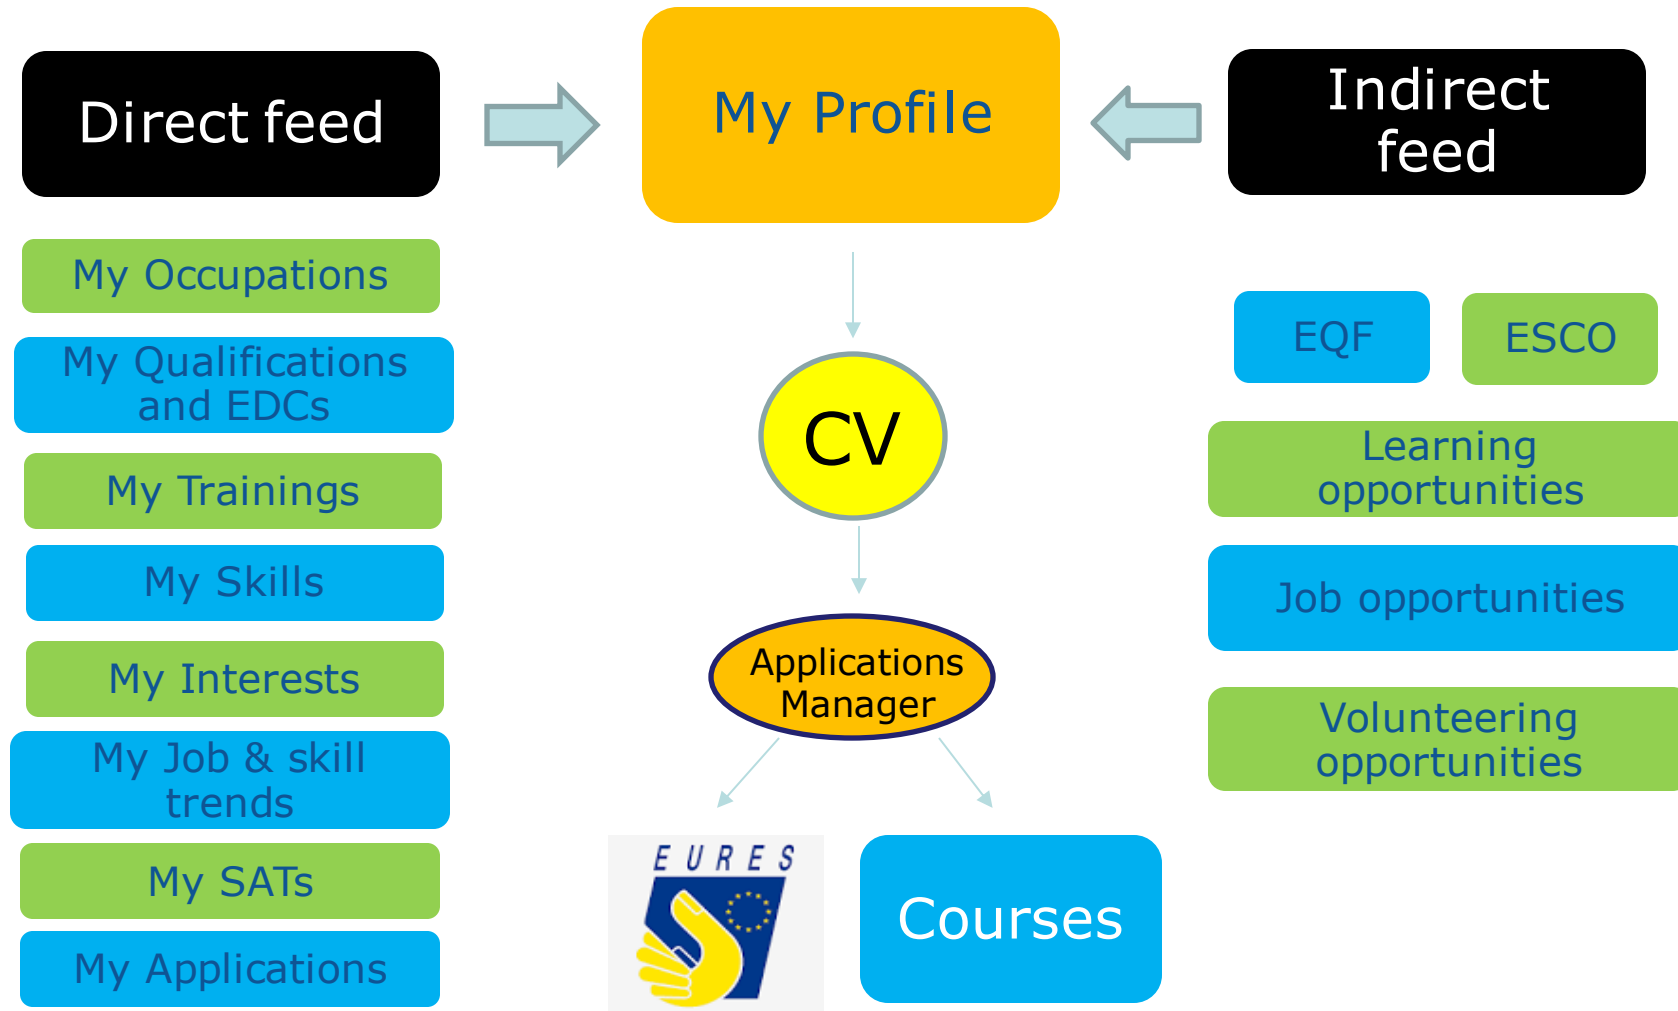 Direct feed
My Occupations
My Qualifications
and EDCs
My Trainings
My Skills
My Interests
My Job & skill
trends
My SATs
My Applications
My Profile
CV
Applications
Manager
EURES
Courses
Indirect
feed
EQF
ESCO
Learning
opportunities
Job opportunities
Volunteering
opportunities